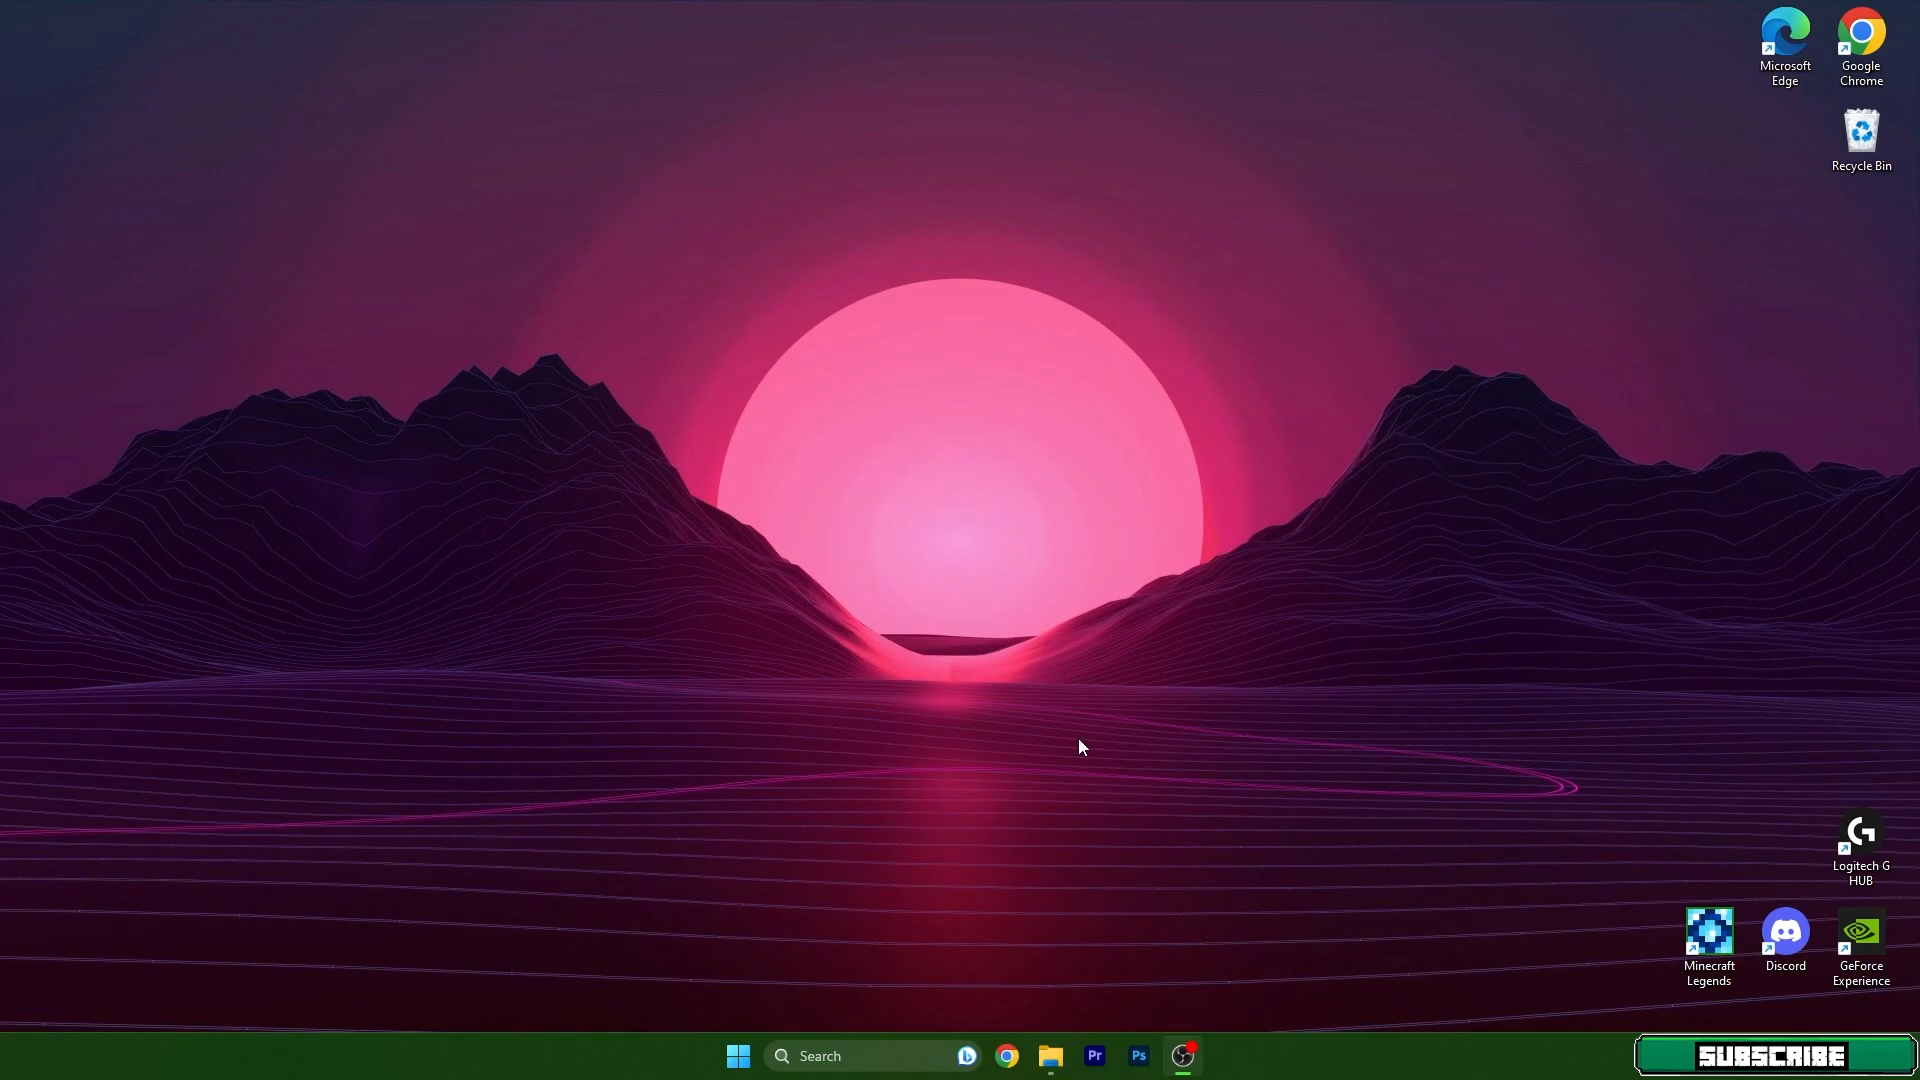 Microsoft
Edge
Google
Chrome
Recycle Bin
Logitech G
HUB
Minecraft
Legends
Discord
GeForce
Experience
Search
Pr
Ps
SUBSCRIBE